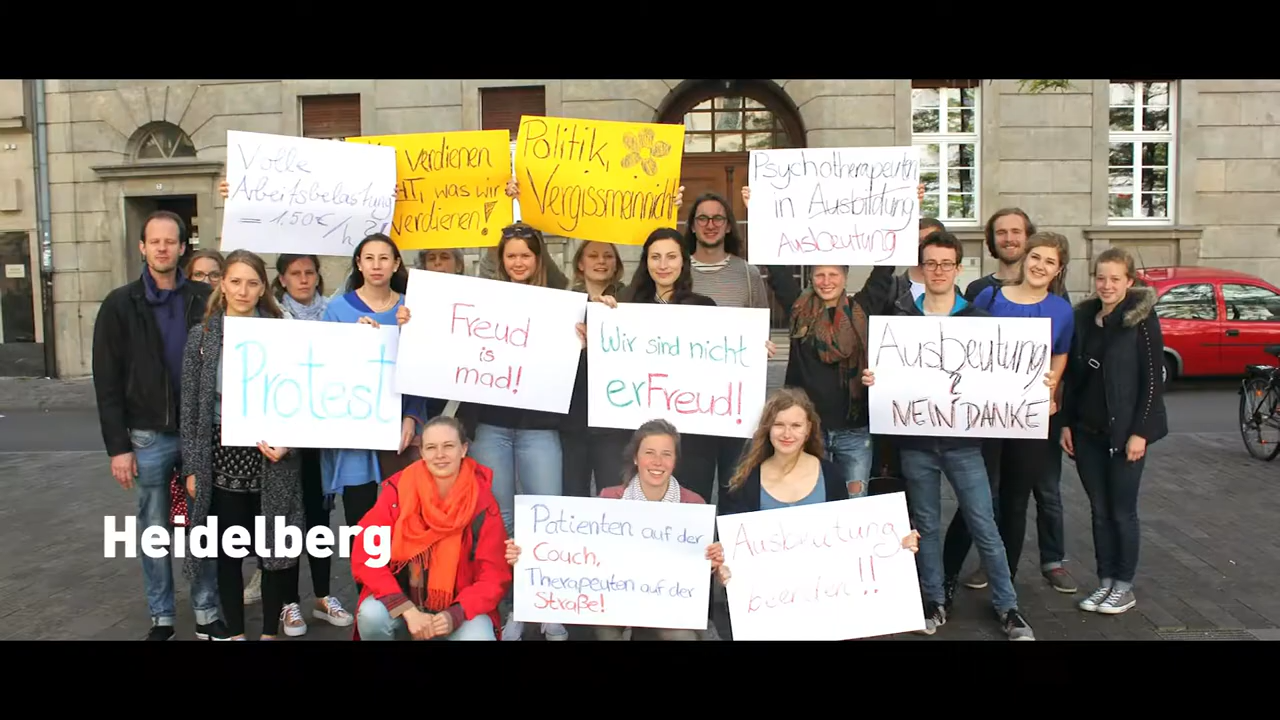 Volle
Arbeitsbelastung
= 1,50€/h ?!
verdienen
was wir
verdienen!
Politik,
Vergissmeinnicht
Psychotherapeutin
in Ausbildung
Ausbeutung
Protest
Freud
is
mad!
Wir sind nicht
erFreud!
Ausbeutung
?
NEIN DANKE
Patienten auf der
Couch,
Therapeuten auf der
Straße!
Ausbeutung
beenden!!
Heidelberg